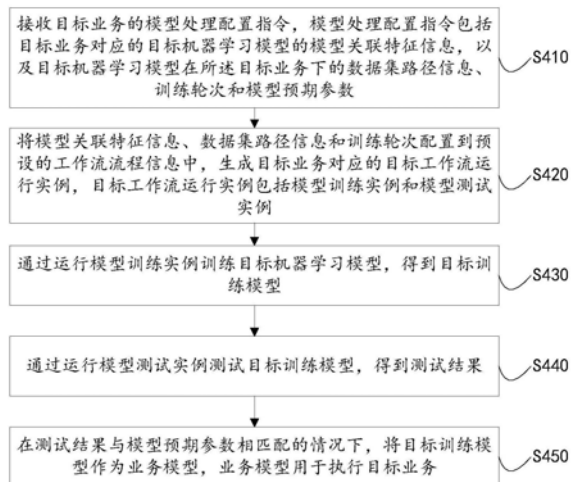 接收目标业务的模型处理配置指令，模型处理配置指令包括
目标业务对应的目标机器学习模型的模型关联特征信息，以
及目标机器学习模型在所述目标业务下的数据集路径信息、
训练轮次和模型预期参数
S410
将模型关联特征信息、数据集路径信息和训练轮次配置到预
设的工作流流程信息中，生成目标业务对应的目标工作流运
行实例，目标工作流运行实例包括模型训练实例和模型测试
实例
S420
通过运行模型训练实例训练目标机器学习模型，得到目标训
练模型
S430
通过运行模型测试实例测试目标训练模型，得到测试结果
S440
在测试结果与模型预期参数相匹配的情况下，将目标训练模
型作为业务模型，业务模型用于执行目标业务
S450